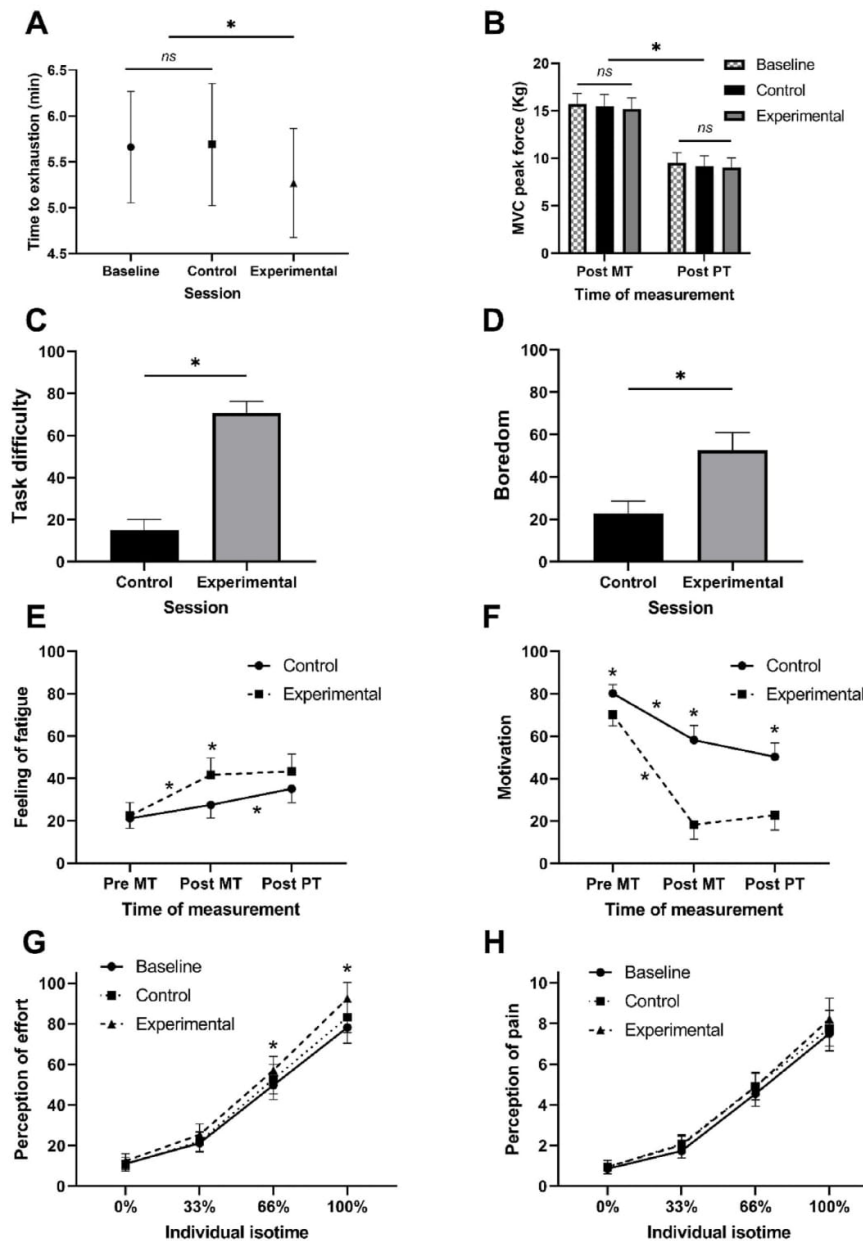 A
*
ns
Time to exhaustion (min)
6.5
6.0
5.5
5.0
4.5
Baseline
Control
Experimental
Session
B
*
ns
ns
Baseline
Control
Experimental
MVC peak force (Kg)
20
15
10
5
0
Post MT
Post PT
Time of measurement
C
*
Task difficulty
100
80
60
40
20
0
Control
Experimental
Session
D
*
Boredom
100
80
60
40
20
0
Control
Experimental
Session
E
Control
Experimental
Feeling of fatigue
100
80
60
40
20
0
*
*
*
Pre MT
Post MT
Post PT
Time of measurement
F
Control
Experimental
Motivation
100
80
60
40
20
0
*
*
*
*
*
Pre MT
Post MT
Post PT
Time of measurement
G
Baseline
Control
Experimental
Perception of effort
100
80
60
40
20
0
*
*
0%
33%
66%
100%
Individual isotime
H
Baseline
Control
Experimental
Perception of pain
8
6
4
2
0
0%
33%
66%
100%
Individual isotime